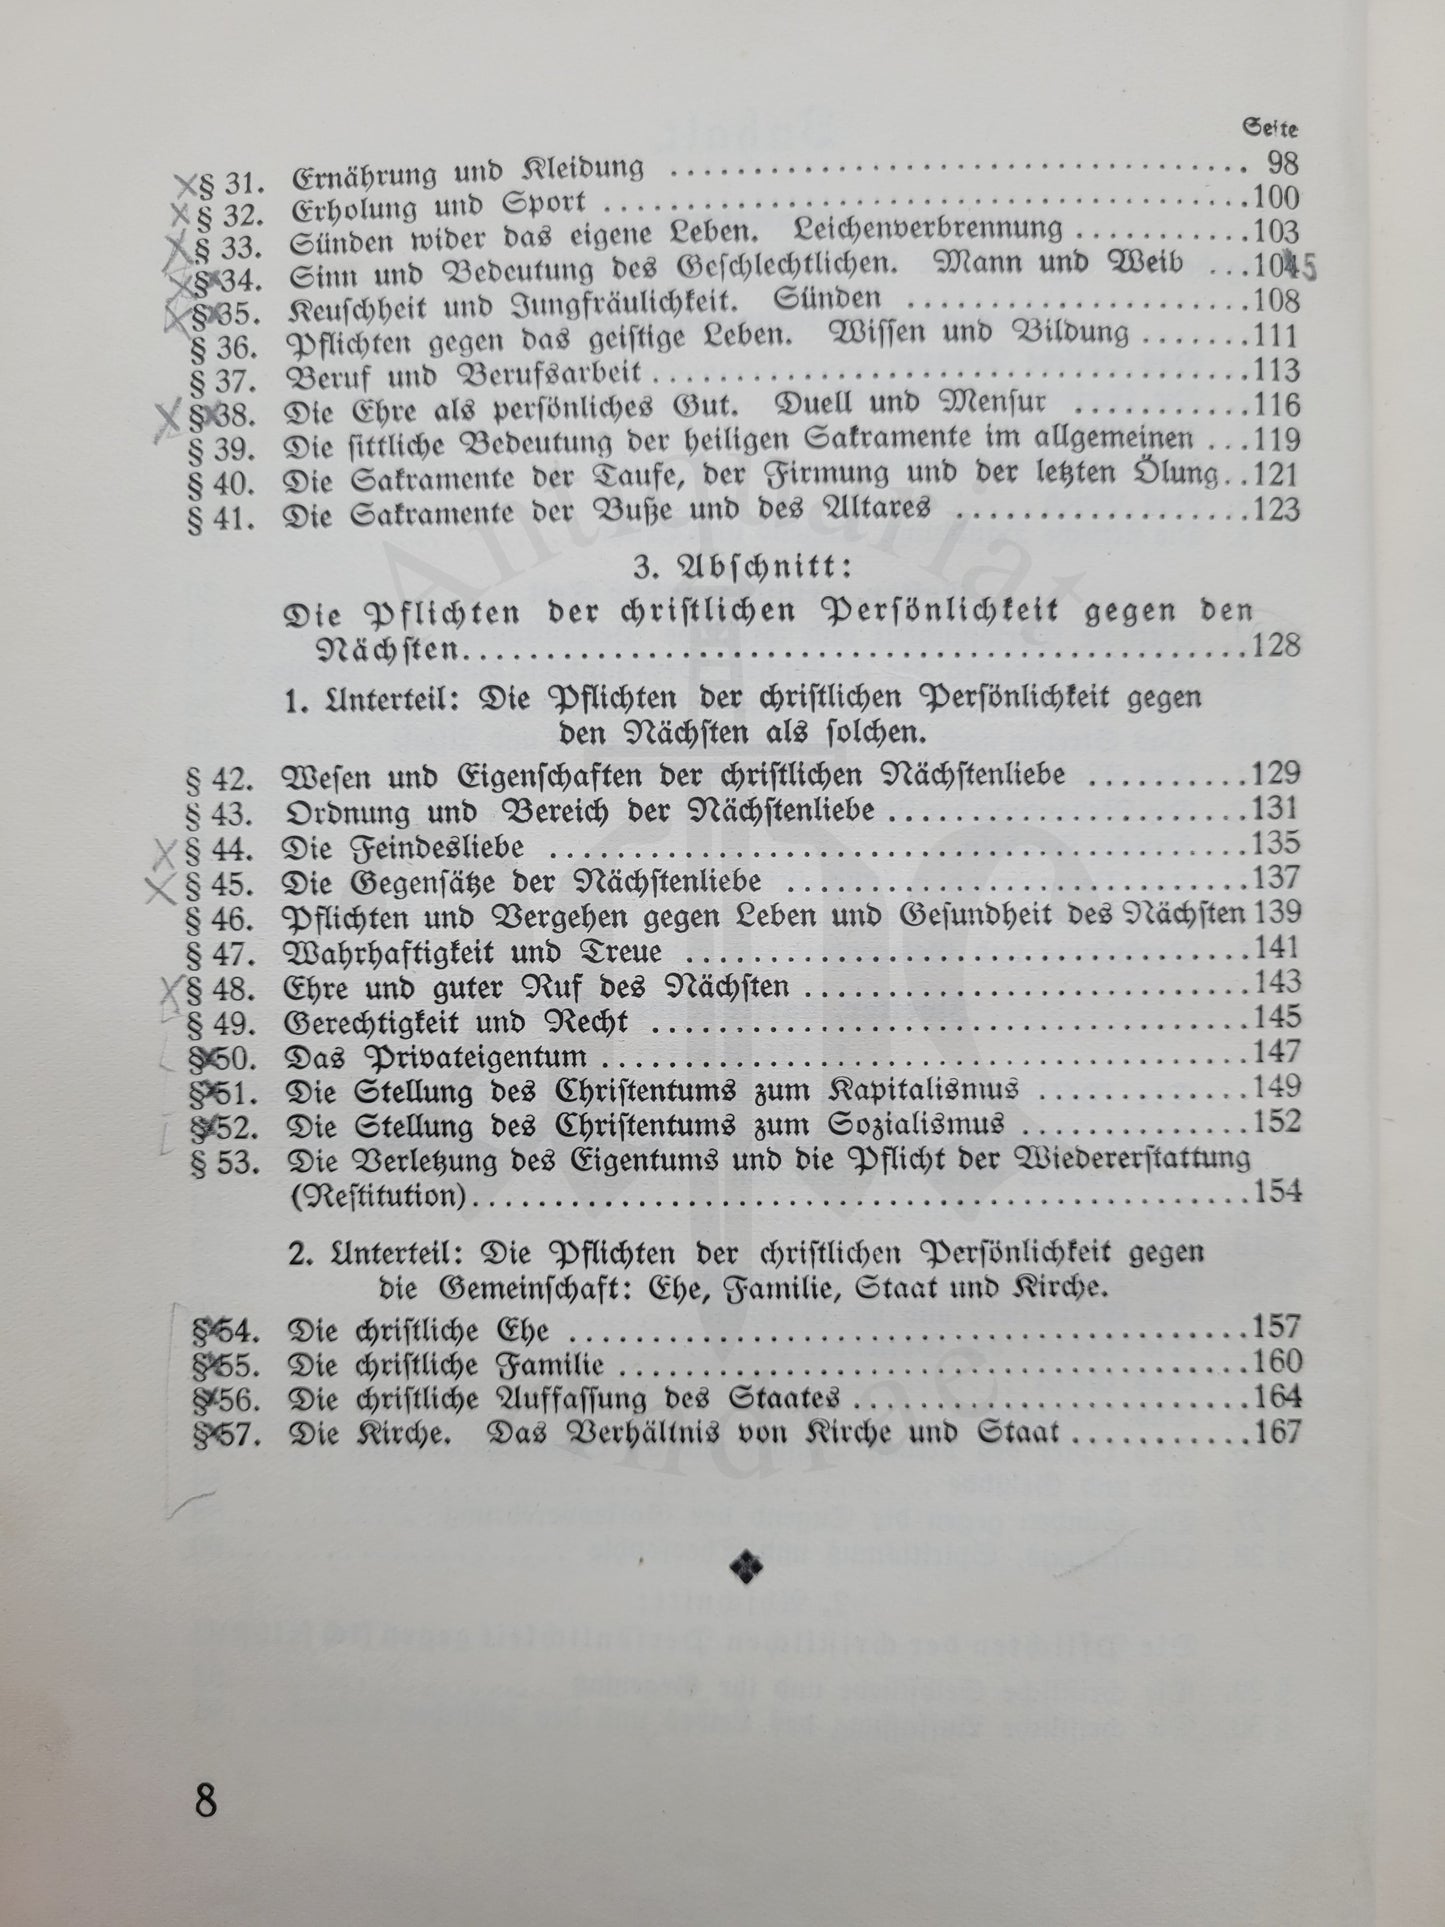 Seite
§ 31. Ernährung und Kleidung ........................................ 98
§ 32. Erholung und Sport ........................................ 100
§ 33. Sünden wider das eigene Leben. Leichenverbrennung ........... 103
§ 34. Sinn und Bedeutung des Geschlechtlichen. Mann und Weib ... 104 5
§ 35. Keuschheit und Jungfräulichkeit. Sünden ........................ 108
§ 36. Pflichten gegen das geistige Leben. Wissen und Bildung ....... 111
§ 37. Beruf und Berufsarbeit ........................................ 113
§ 38. Die Ehre als persönliches Gut. Duell und Mensur ............ 116
§ 39. Die sittliche Bedeutung der heiligen Sakramente im allgemeinen ... 119
§ 40. Die Sakramente der Taufe, der Firmung und der letzten Ölung .. 121
§ 41. Die Sakramente der Buße und des Altares ................... 123
3. Abschnitt:
Die Pflichten der christlichen Persönlichkeit gegen den
Nächsten ........................................ 128
1. Unterteil: Die Pflichten der christlichen Persönlichkeit gegen
den Nächsten als solchen.
§ 42. Wesen und Eigenschaften der christlichen Nächstenliebe .......... 129
§ 43. Ordnung und Bereich der Nächstenliebe ........................ 131
§ 44. Die Feindesliebe ........................................ 135
§ 45. Die Gegensätze der Nächstenliebe ............................... 137
§ 46. Pflichten und Vergehen gegen Leben und Gesundheit des Nächsten 139
§ 47. Wahrhaftigkeit und Treue ........................................ 141
§ 48. Ehre und guter Ruf des Nächsten .............................. 143
§ 49. Gerechtigkeit und Recht ........................................ 145
§ 50. Das Privateigentum ........................................ 147
§ 51. Die Stellung des Christentums zum Kapitalismus ............. 149
§ 52. Die Stellung des Christentums zum Sozialismus .............. 152
§ 53. Die Verletzung des Eigentums und die Pflicht der Wiedererstattung
(Restitution) ........................................ 154
2. Unterteil: Die Pflichten der christlichen Persönlichkeit gegen
die Gemeinschaft: Ehe, Familie, Staat und Kirche.
§ 54. Die christliche Ehe ........................................ 157
§ 55. Die christliche Familie ........................................ 160
§ 56. Die christliche Auffassung des Staates ........................ 164
§ 57. Die Kirche. Das Verhältnis von Kirche und Staat ............ 167
8
Antiquariat